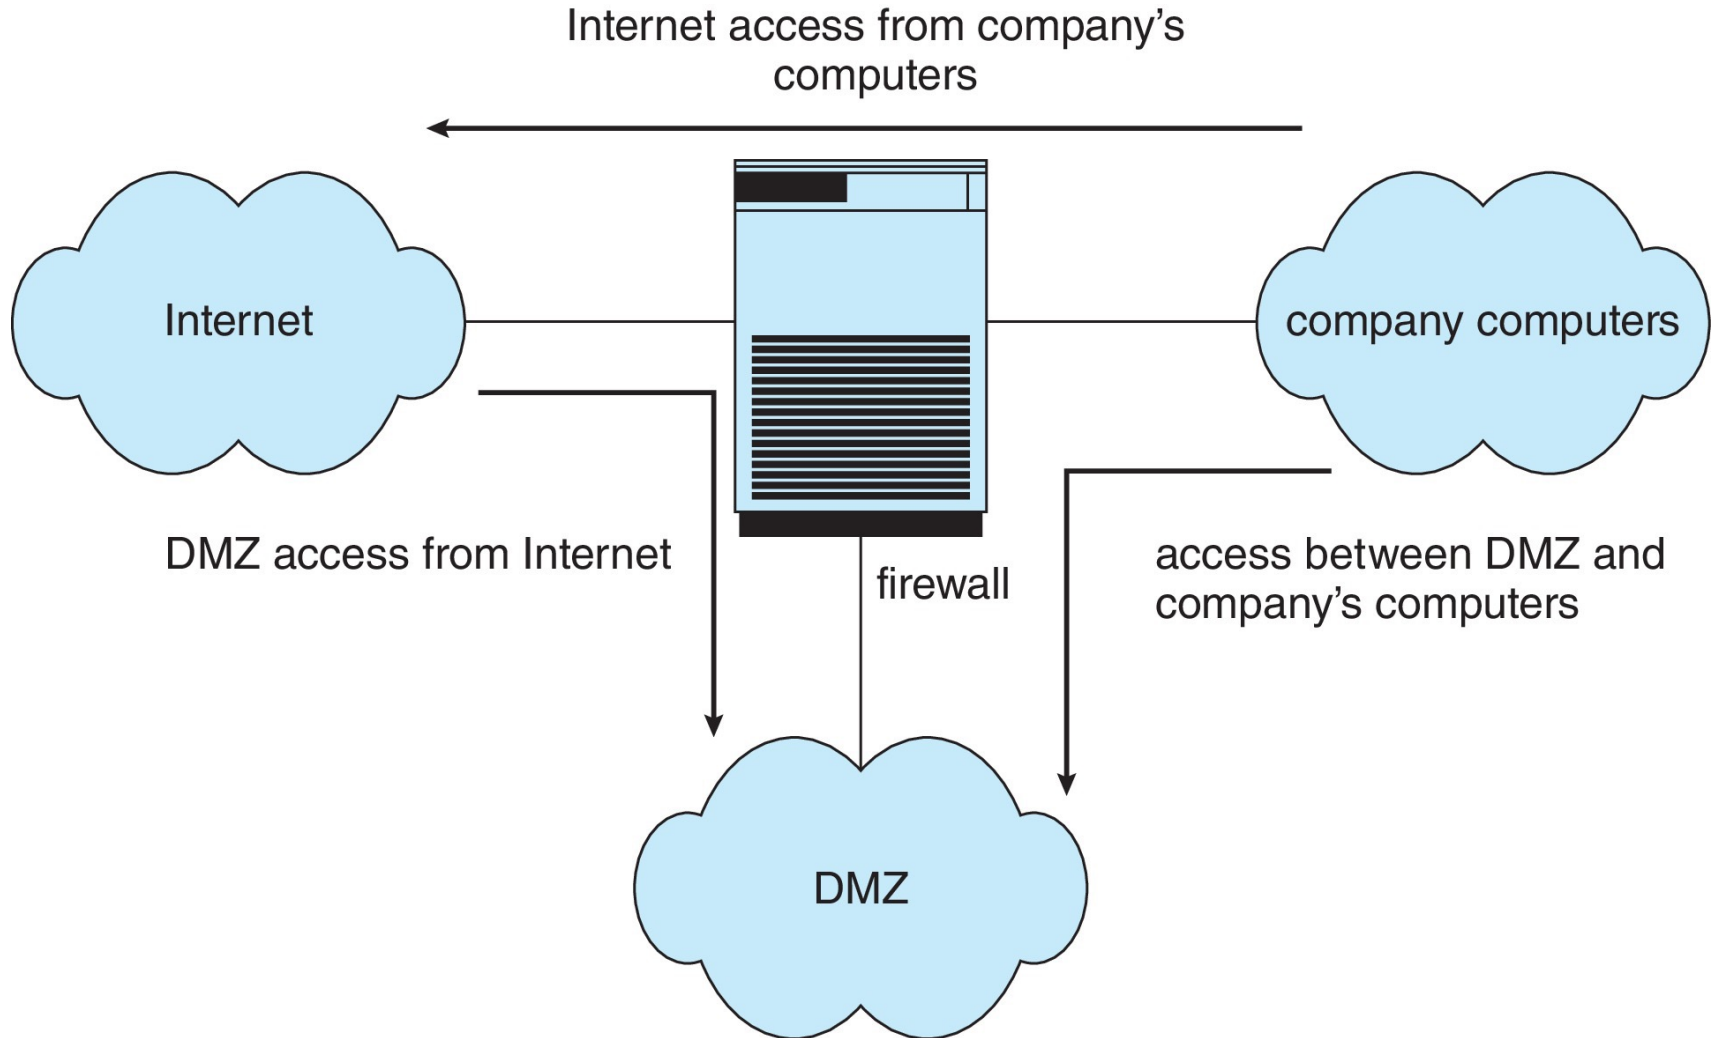 Internet access from company’s
computers
Internet
company computers
DMZ access from Internet
firewall
access between DMZ and
company’s computers
DMZ